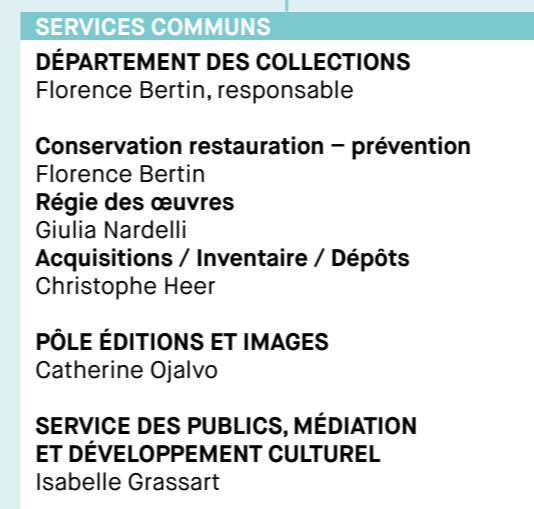 SERVICES COMMUNS
DÉPARTEMENT DES COLLECTIONS
Florence Bertin, responsable
Conservation restauration – prévention
Florence Bertin
Régie des œuvres
Giulia Nardelli
Acquisitions / Inventaire / Dépôts
Christophe Heer
PÔLE ÉDITIONS ET IMAGES
Catherine Ojalvo
SERVICE DES PUBLICS, MÉDIATION
ET DÉVELOPPEMENT CULTUREL
Isabelle Grassart